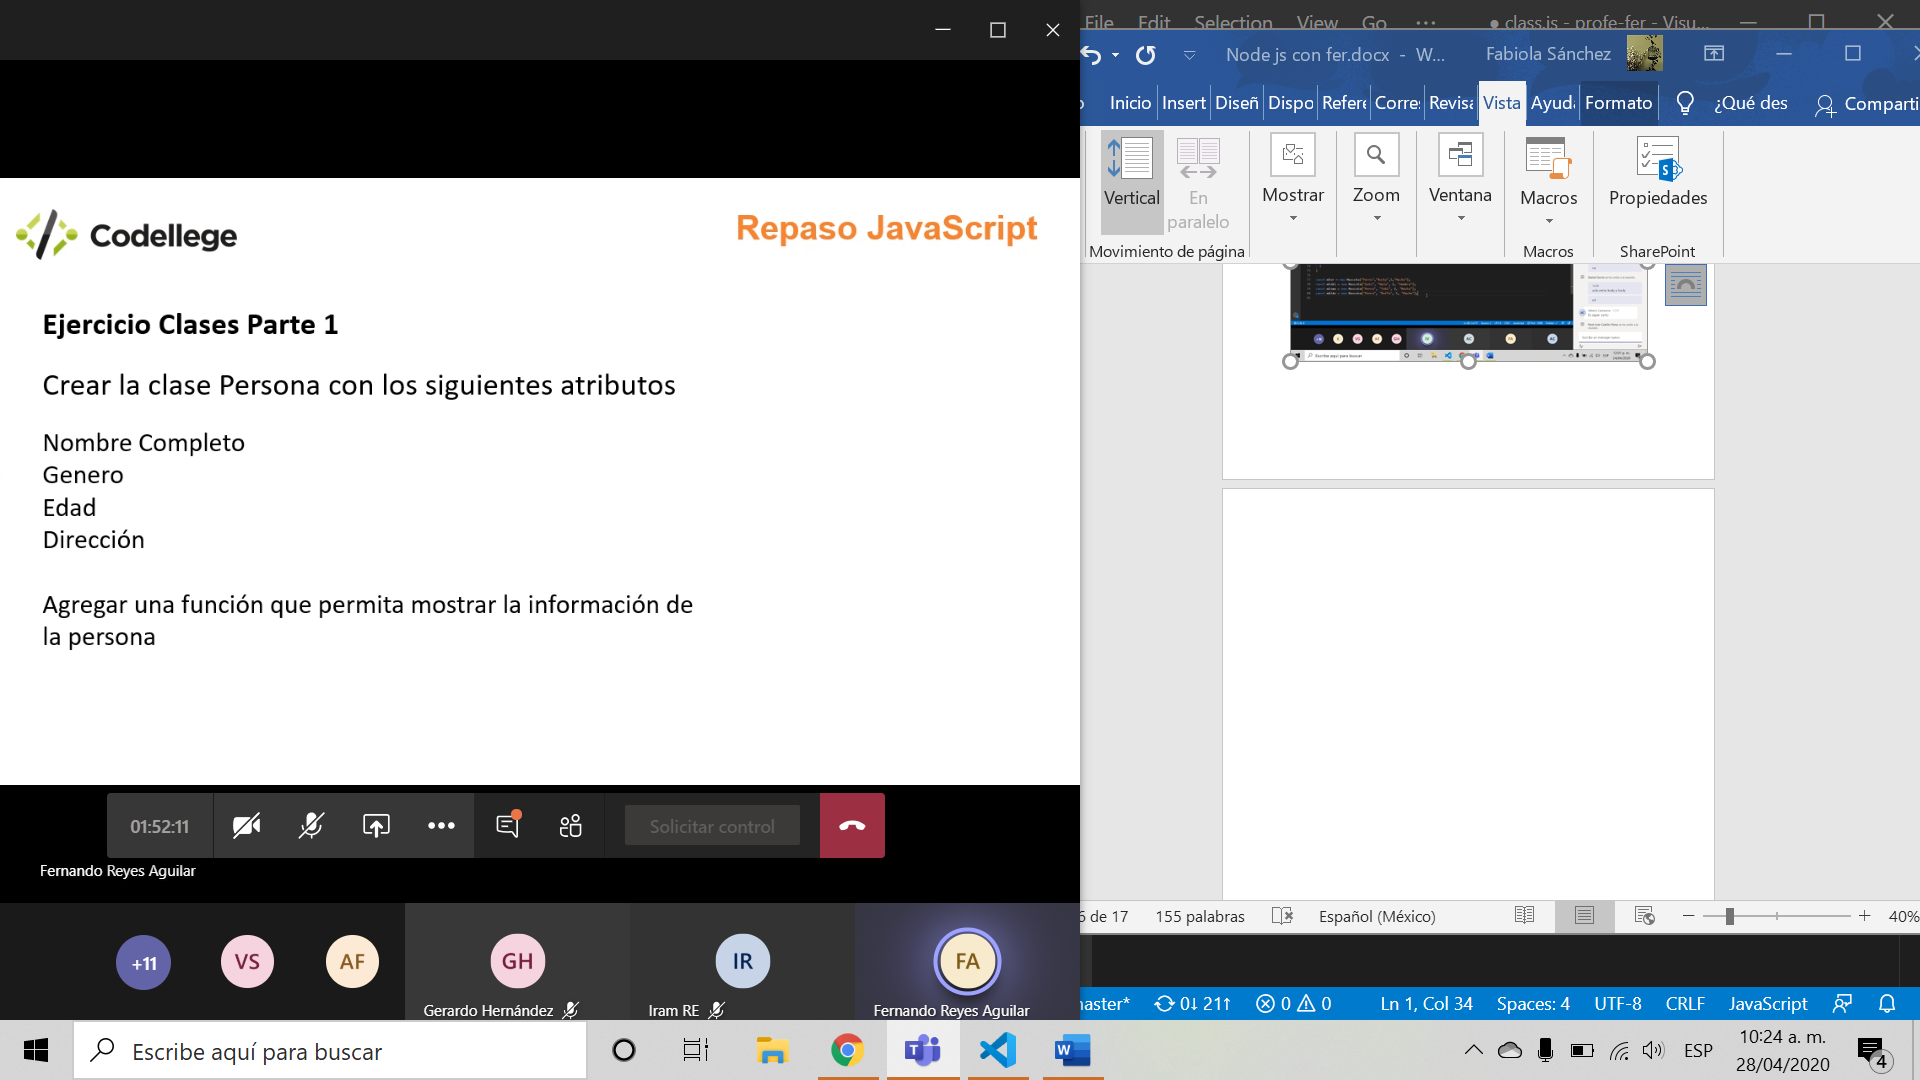 File Edit Selection View Go ··· ● class.js - profe-fer - Visu...
Node js con fer.docx - W... Fabiola Sánchez
Inicio Insert Diseñ Dispo Refere Corre Revisa Vista Ayuda Formato ¿Qué des Comparti
Vertical En paralelo Mostrar Zoom Ventana Macros Propiedades
Movimiento de página Macros SharePoint
Codellege
Repaso JavaScript
Ejercicio Clases Parte 1
Crear la clase Persona con los siguientes atributos
Nombre Completo
Genero
Edad
Dirección
Agregar una función que permita mostrar la información de
la persona
01:52:11 Solicitar control
Fernando Reyes Aguilar
+11 VS AF GH IR FA
Gerardo Hernández Iram RE Fernando Reyes Aguilar
6 de 17 155 palabras Español (México) 40%
master* 0↓ 21↑ 0 0 Ln 1, Col 34 Spaces: 4 UTF-8 CRLF JavaScript
Escribe aquí para buscar
ESP 10:24 a. m.
28/04/2020 4